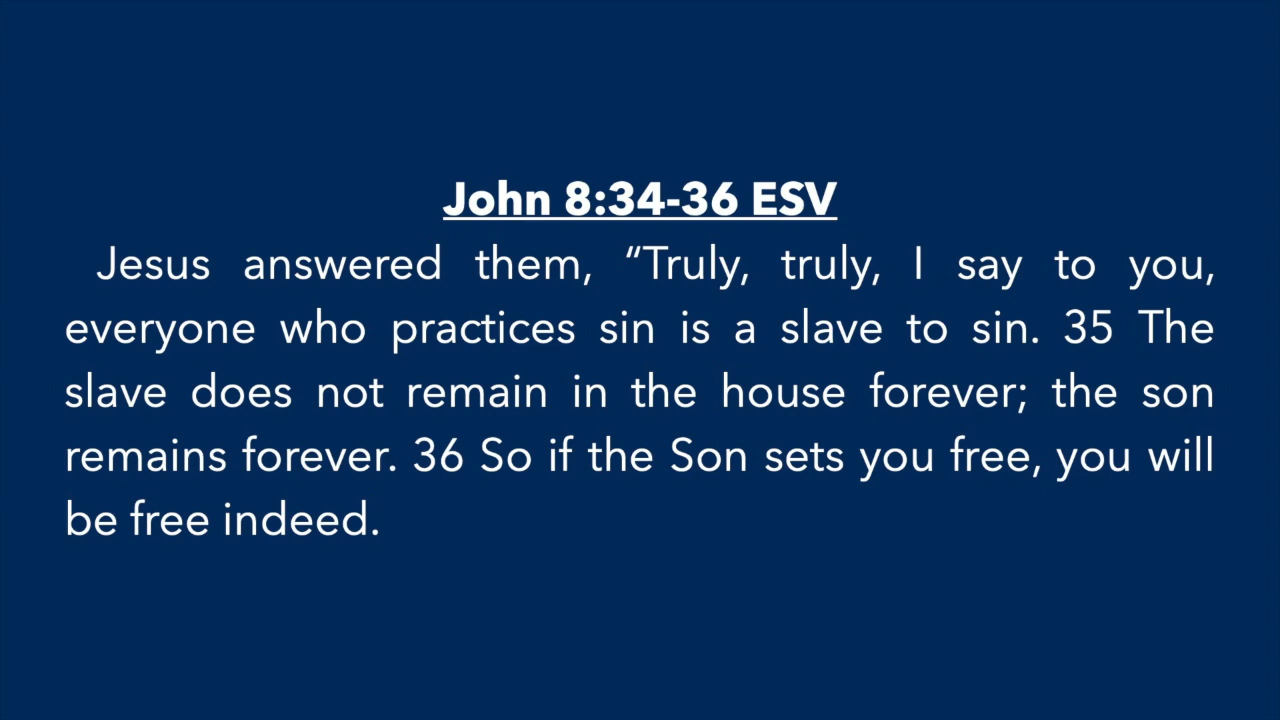 John 8:34-36 ESV
Jesus answered them, “Truly, truly, I say to you,
everyone who practices sin is a slave to sin. 35 The
slave does not remain in the house forever; the son
remains forever. 36 So if the Son sets you free, you will
be free indeed.